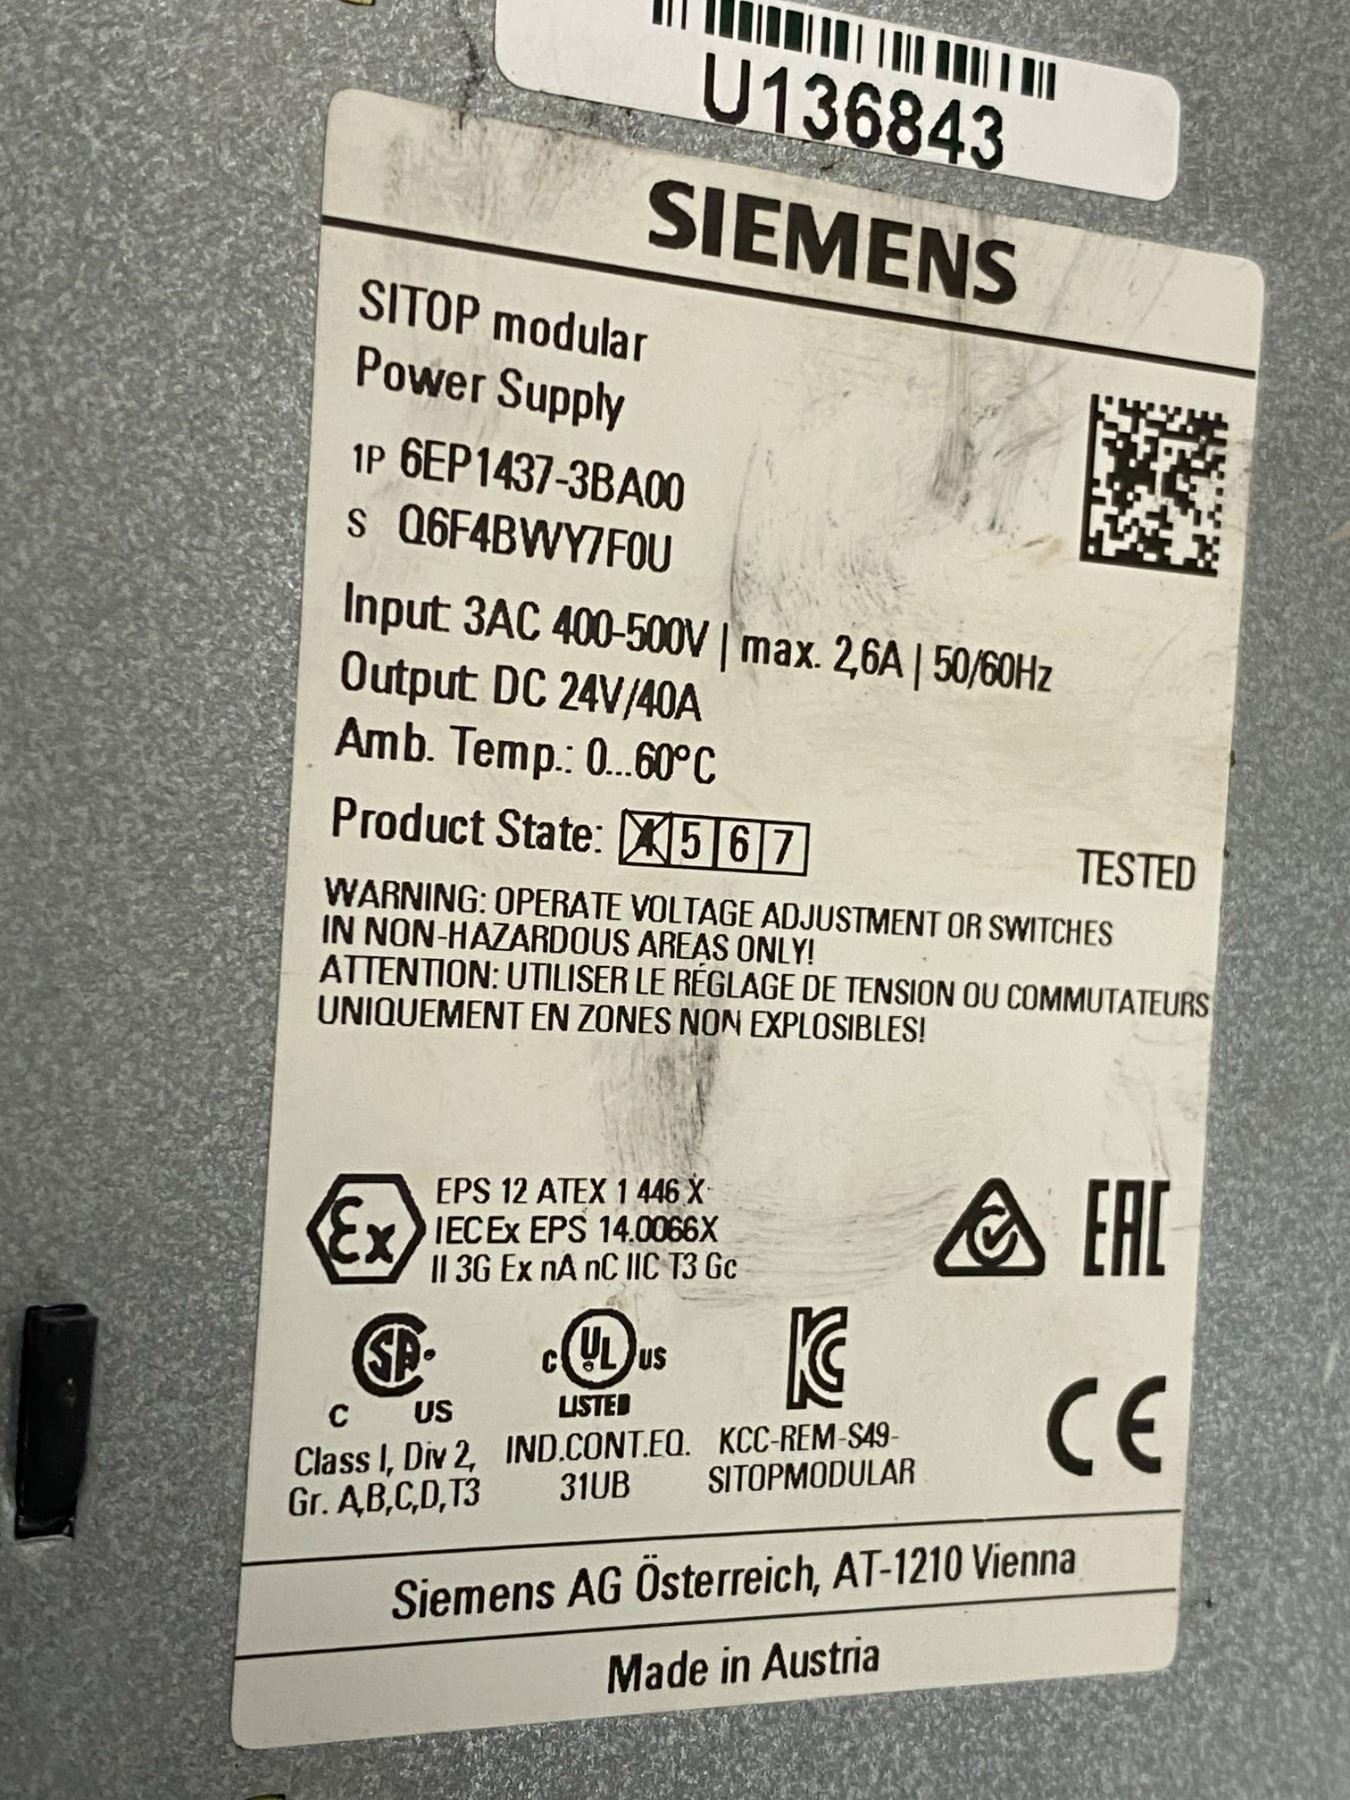 U136843
SIEMENS
SITOP modular
Power Supply
1P 6EP1437-3BA00
S Q6F4BWY7F0U
Input: 3AC 400-500V | max. 2,6A | 50/60Hz
Output: DC 24V/40A
Amb. Temp.: 0...60°C
Product State: 4 5 6 7
TESTED
WARNING: OPERATE VOLTAGE ADJUSTMENT OR SWITCHES
IN NON-HAZARDOUS AREAS ONLY!
ATTENTION: UTILISER LE RÉGLAGE DE TENSION OU COMMUTATEURS
UNIQUEMENT EN ZONES NON EXPLOSIBLES!
Ex
EPS 12 ATEX 1 446 X
IECEx EPS 14.0066X
II 3G Ex nA nC IIC T3 Gc
EAC
SA
C US
Class I, Div 2,
Gr. A,B,C,D,T3
C UL US
LISTED
IND.CONT.EQ.
31UB
KC
KCC-REM-S49-
SITOPMODULAR
CE
Siemens AG Österreich, AT-1210 Vienna
Made in Austria